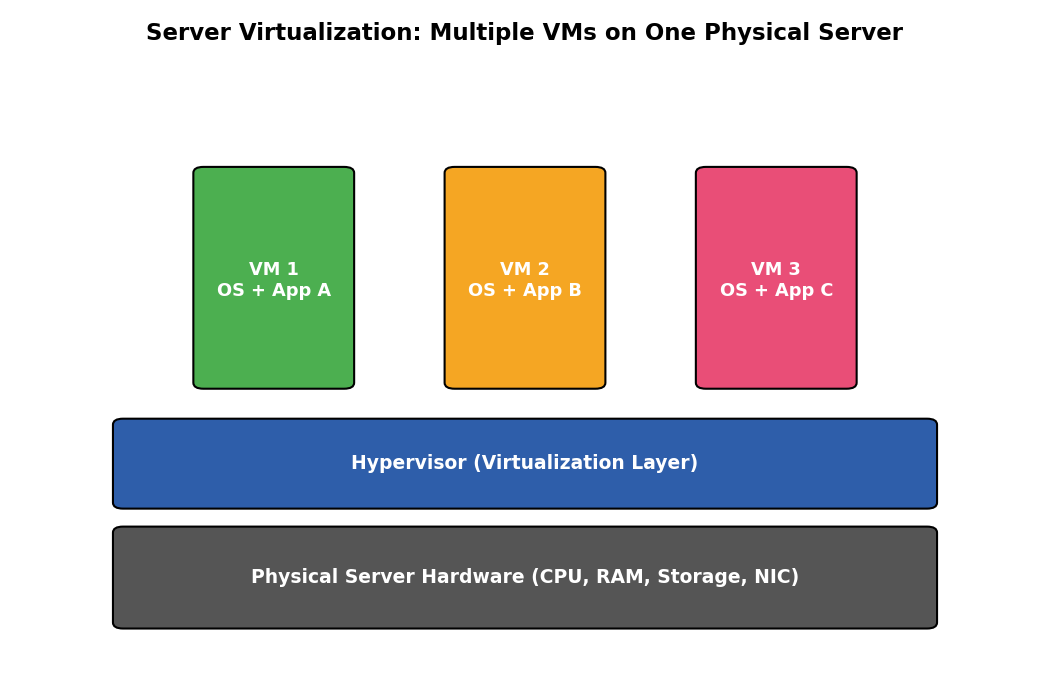 Server Virtualization: Multiple VMs on One Physical Server
VM 1
OS + App A
VM 2
OS + App B
VM 3
OS + App C
Hypervisor (Virtualization Layer)
Physical Server Hardware (CPU, RAM, Storage, NIC)